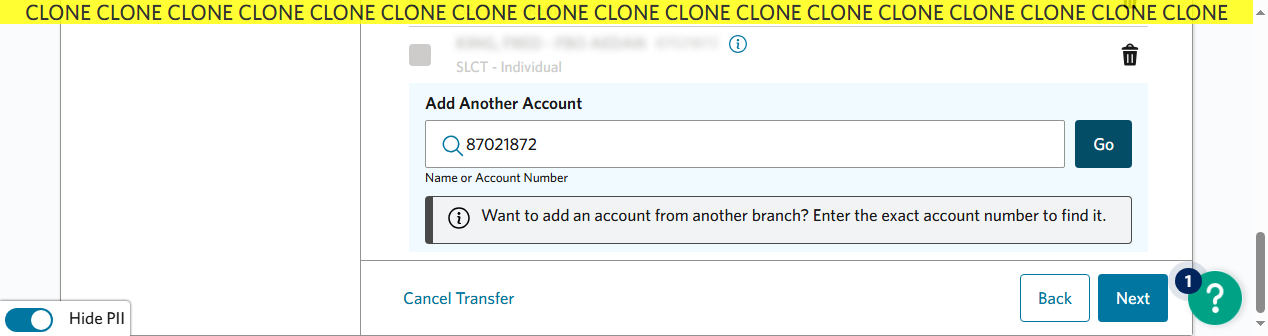 CLONE CLONE CLONE CLONE CLONE CLONE CLONE CLONE CLONE CLONE CLONE CLONE CLONE CLONE CLONE CLONE CLONE
SLCT - Individual
Add Another Account
87021872
Go
Name or Account Number
Want to add an account from another branch? Enter the exact account number to find it.
Cancel Transfer
Back
Next
1
?
Hide PII